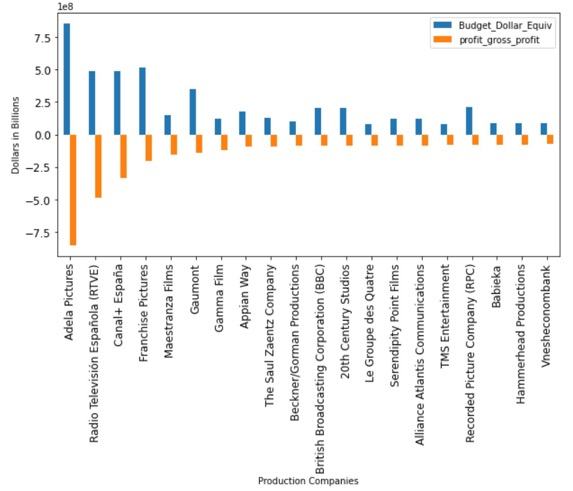 1e8
Budget_Dollar_Equiv
profit_gross_profit
7.5
5.0
2.5
0.0
−2.5
−5.0
−7.5
Dollars in Billions
Adela Pictures
Radio Televisión Española (RTVE)
Canal+ España
Franchise Pictures
Maestranza Films
Gaumont
Gamma Film
Appian Way
The Saul Zaentz Company
Beckner/Gorman Productions
British Broadcasting Corporation (BBC)
20th Century Studios
Le Groupe des Quatre
Serendipity Point Films
Alliance Atlantis Communications
TMS Entertainment
Recorded Picture Company (RPC)
Babieka
Hammerhead Productions
Vnesheconombank
Production Companies